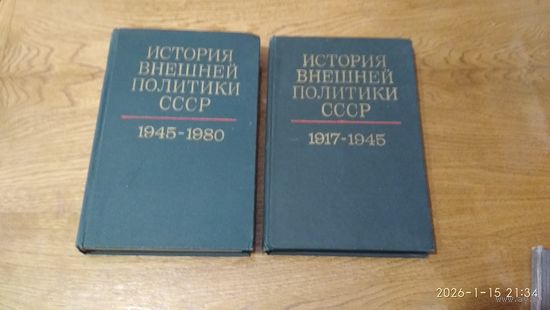 ИСТОРИЯ
ВНЕШНЕЙ
ПОЛИТИКИ
СССР
1945-1980
ИСТОРИЯ
ВНЕШНЕЙ
ПОЛИТИКИ
СССР
1917-1945
2026-1-15 21:34